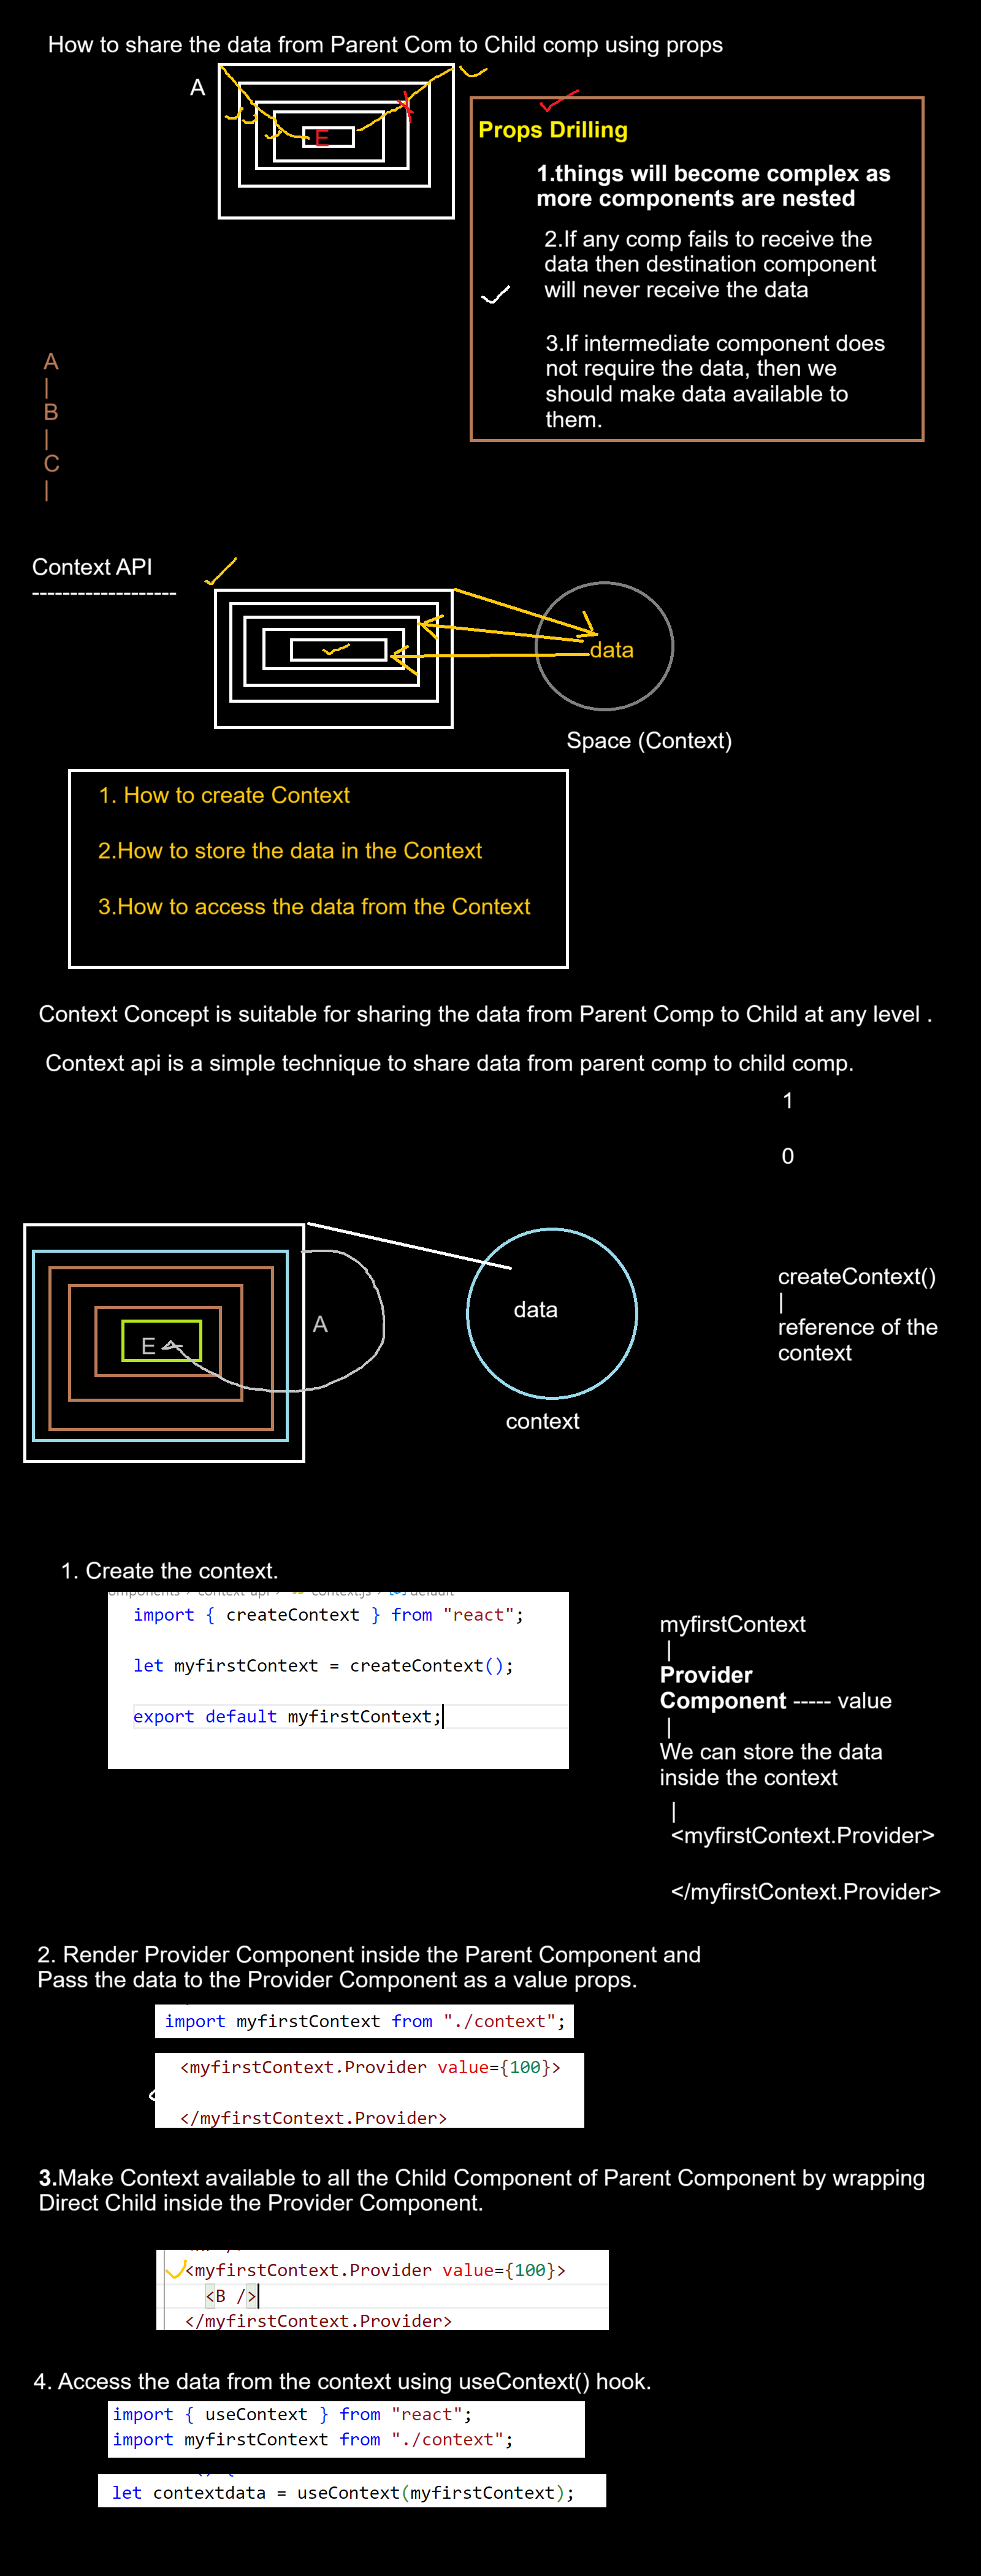 How to share the data from Parent Com to Child comp using props
A
E
Props Drilling
1.things will become complex as
more components are nested
2.If any comp fails to receive the
data then destination component
will never receive the data
3.If intermediate component does
not require the data, then we
should make data available to
them.
A
|
B
|
C
|
Context API
-------------------
data
Space (Context)
1. How to create Context
2.How to store the data in the Context
3.How to access the data from the Context
Context Concept is suitable for sharing the data from Parent Comp to Child at any level .
Context api is a simple technique to share data from parent comp to child comp.
1
0
E
A
data
context
createContext()
|
reference of the
context
1. Create the context.
import { createContext } from "react";
let myfirstContext = createContext();
export default myfirstContext;
myfirstContext
|
Provider
Component ----- value
|
We can store the data
inside the context
|
<myfirstContext.Provider>
</myfirstContext.Provider>
2. Render Provider Component inside the Parent Component and
Pass the data to the Provider Component as a value props.
import myfirstContext from "./context";
<myfirstContext.Provider value={100}>
</myfirstContext.Provider>
3.Make Context available to all the Child Component of Parent Component by wrapping
Direct Child inside the Provider Component.
<myfirstContext.Provider value={100}>
<B />
</myfirstContext.Provider>
4. Access the data from the context using useContext() hook.
import { useContext } from "react";
import myfirstContext from "./context";
let contextdata = useContext(myfirstContext);